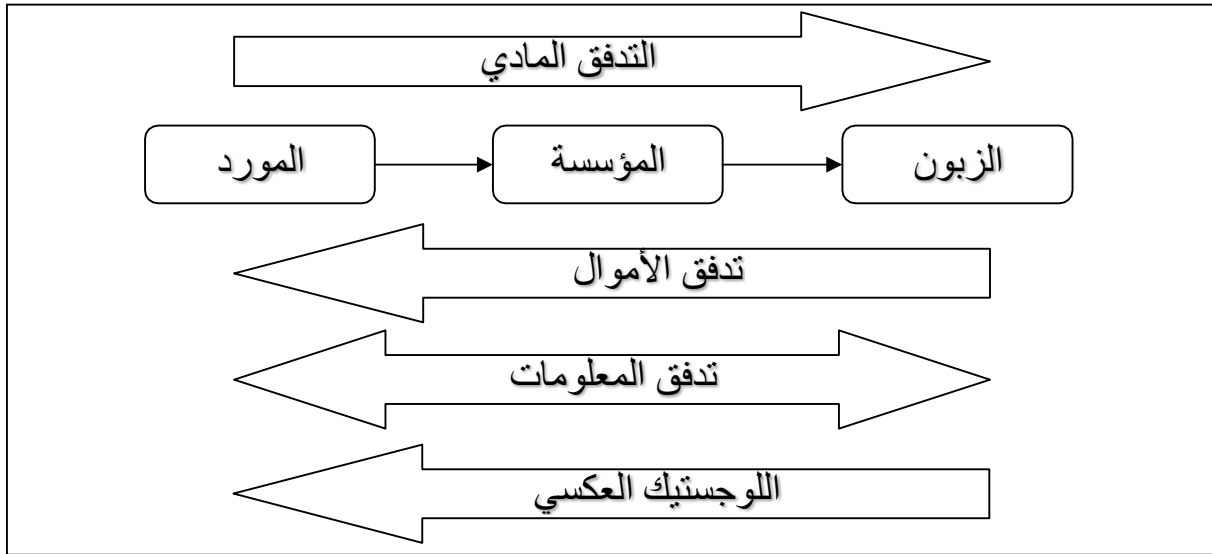 التدفق المادي
المورد
المؤسسة
الزبون
تدفق الأموال
تدفق المعلومات
اللوجستيك العكسي